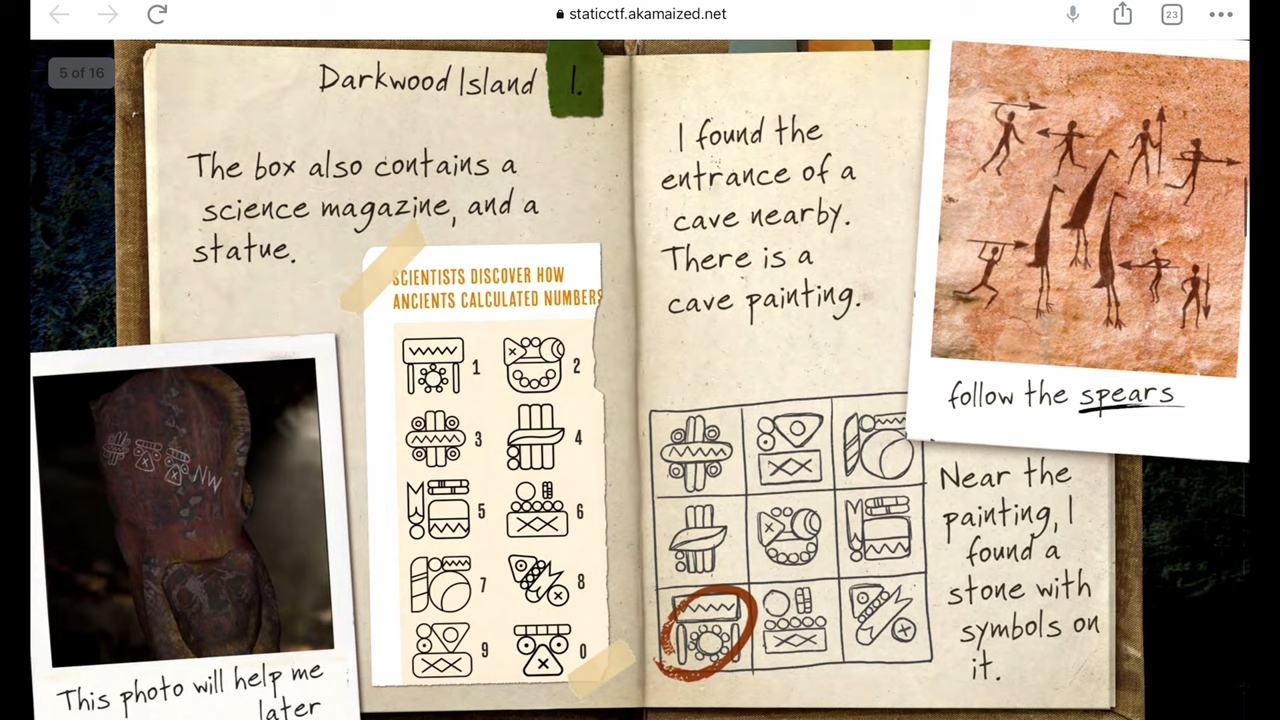 staticctf.akamaized.net
23
5 of 16
Darkwood Island
1.
The box also contains a
science magazine, and a
statue.
SCIENTISTS DISCOVER HOW
ANCIENTS CALCULATED NUMBERS
1
2
3
4
5
6
7
8
9
0
NW
This photo will help me
later
I found the
entrance of a
cave nearby.
There is a
cave painting.
follow the spears
Near the
painting, I
found a
stone with
symbols on
it.